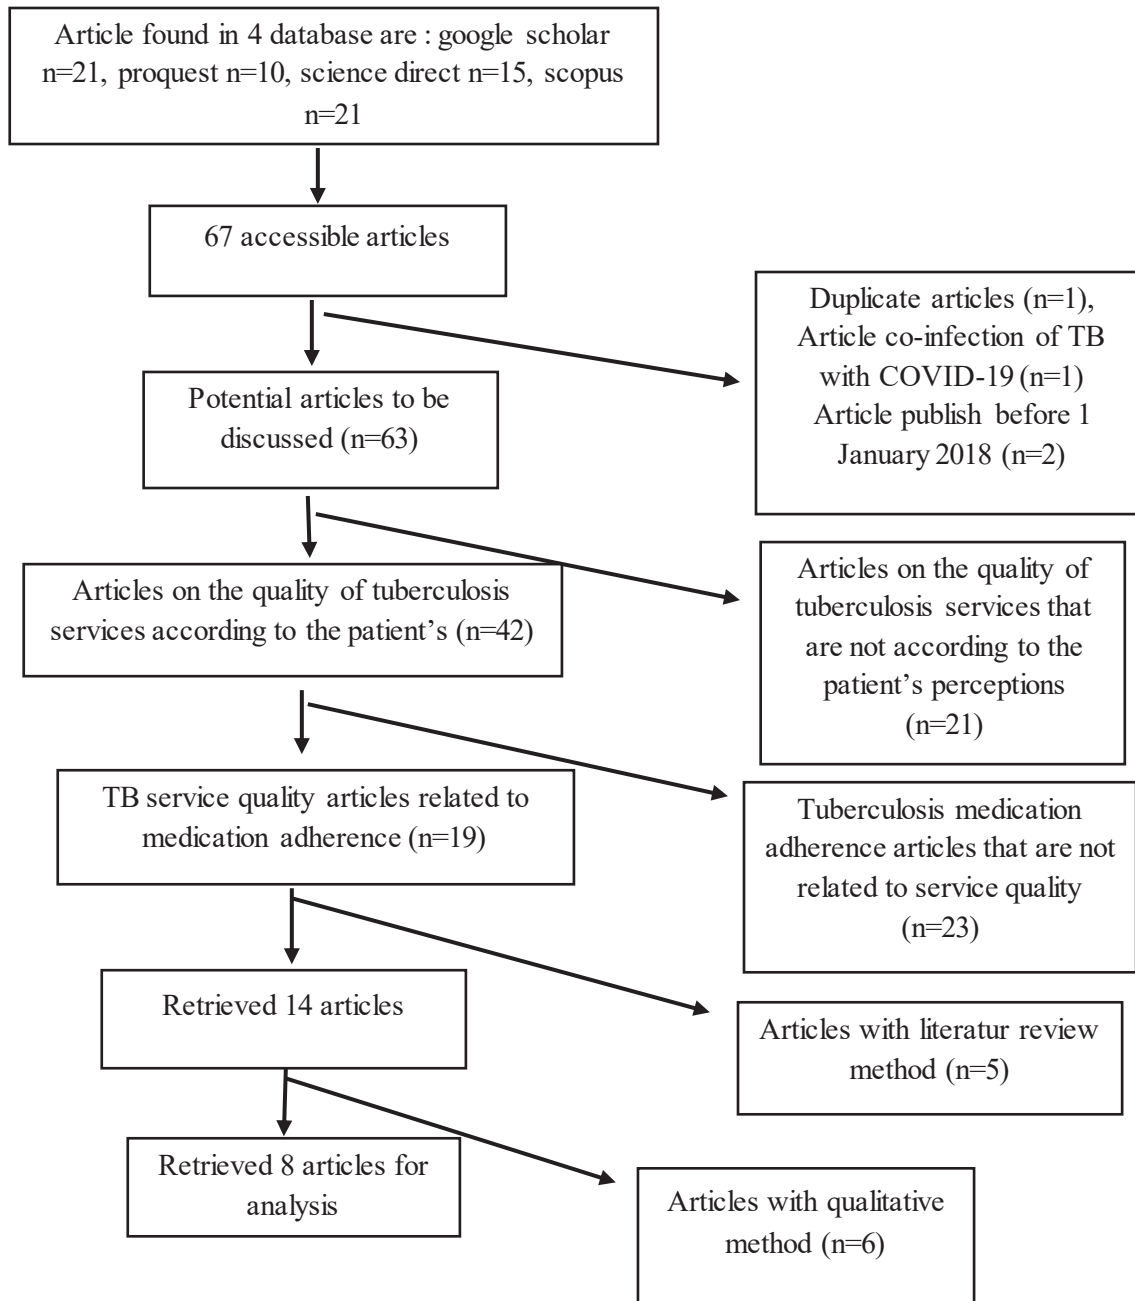 Article found in 4 database are : google scholar
n=21, proquest n=10, science direct n=15, scopus
n=21
67 accessible articles
Duplicate articles (n=1),
Article co-infection of TB
with COVID-19 (n=1)
Article publish before 1
January 2018 (n=2)
Potential articles to be
discussed (n=63)
Articles on the quality of
tuberculosis services that
are not according to the
patient’s perceptions
(n=21)
Articles on the quality of tuberculosis
services according to the patient’s (n=42)
TB service quality articles related to
medication adherence (n=19)
Tuberculosis medication
adherence articles that are not
related to service quality
(n=23)
Retrieved 14 articles
Articles with literatur review
method (n=5)
Retrieved 8 articles for
analysis
Articles with qualitative
method (n=6)